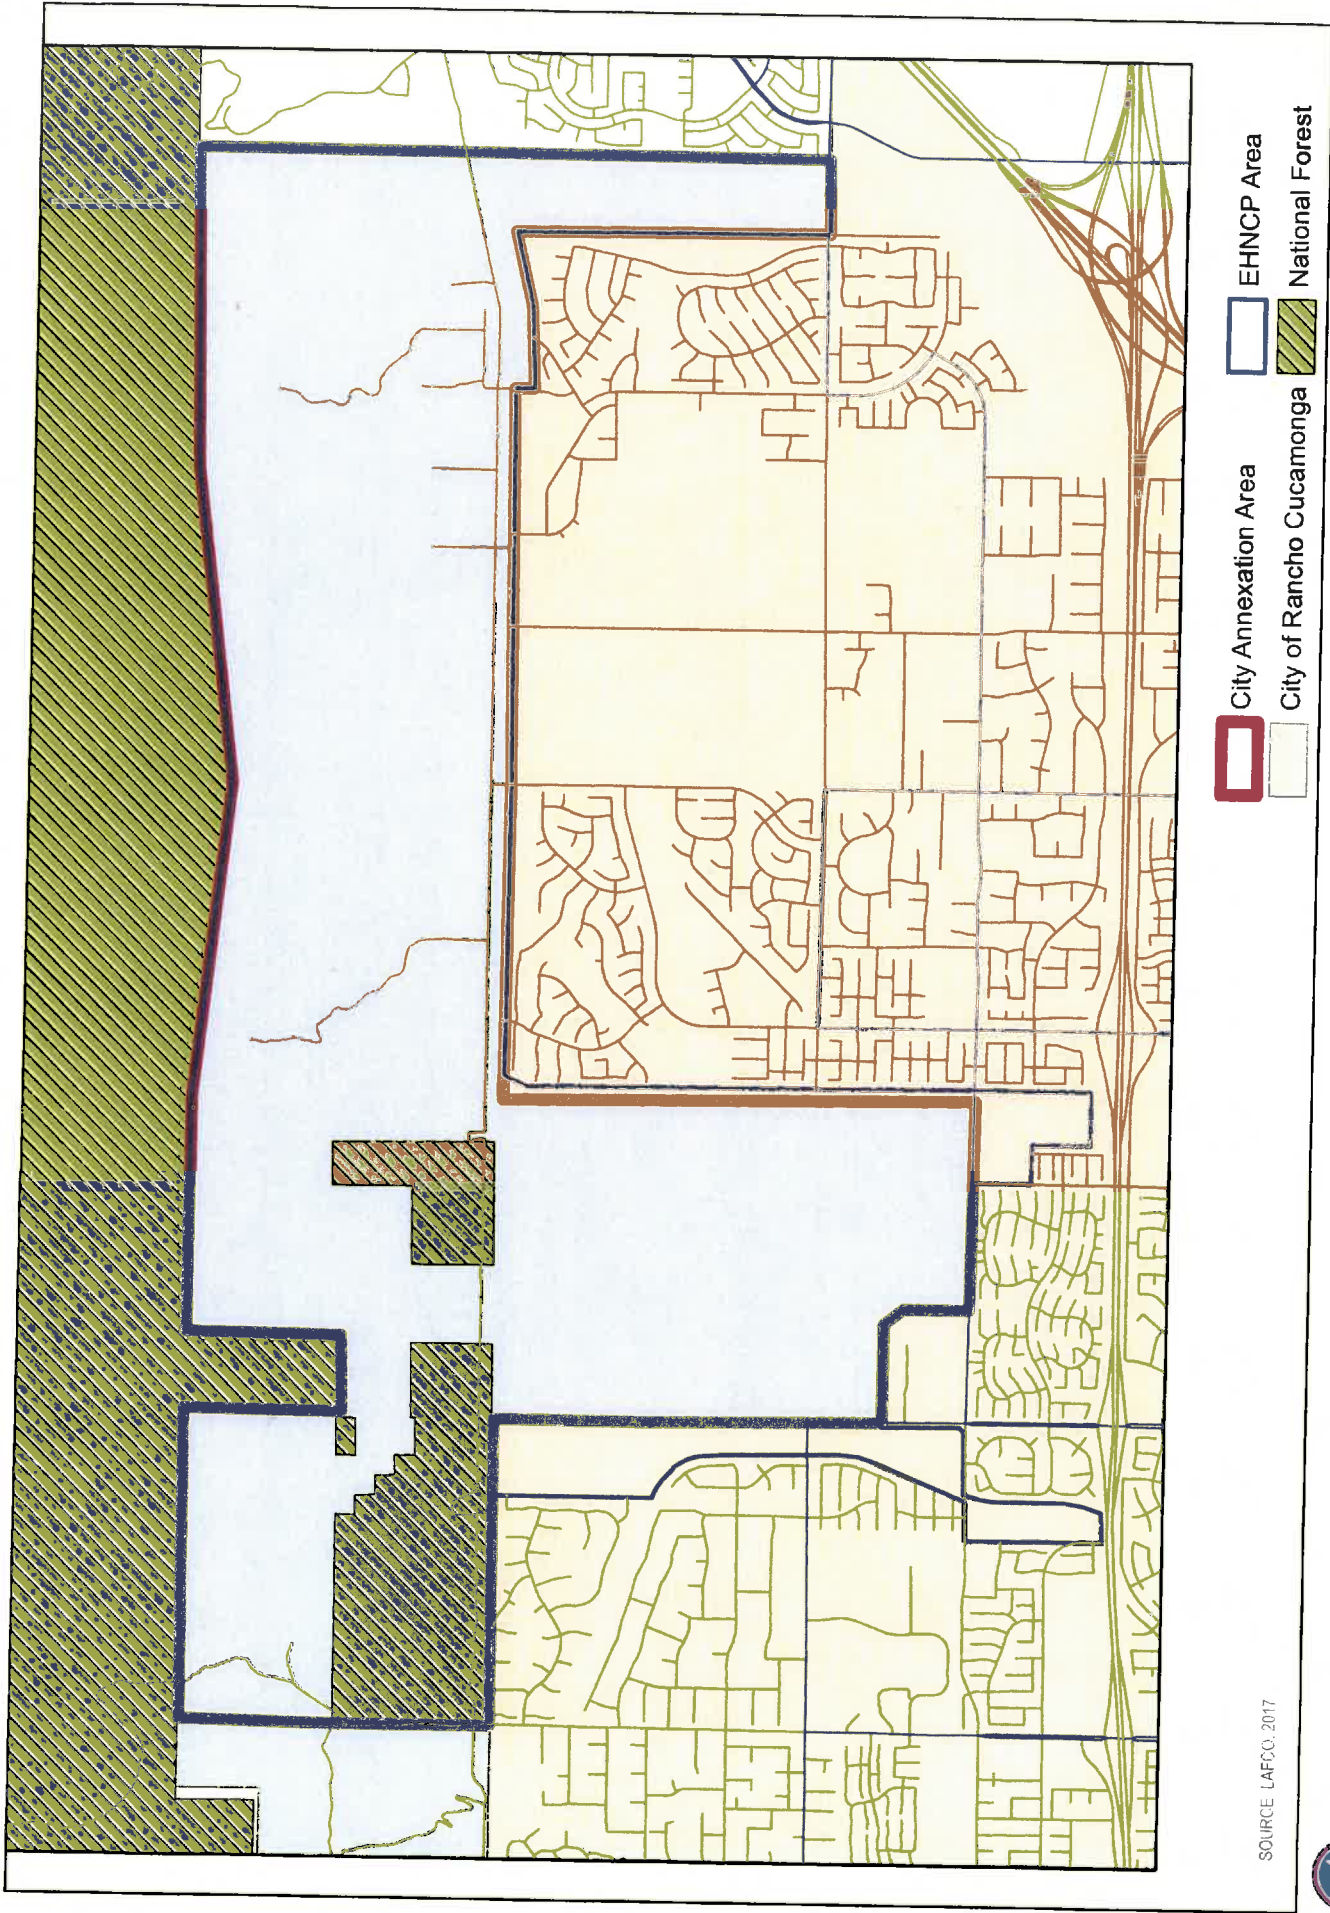 City Annexation Area
EHNCP Area
City of Rancho Cucamonga
National Forest
SOURCE LAFCO, 2017